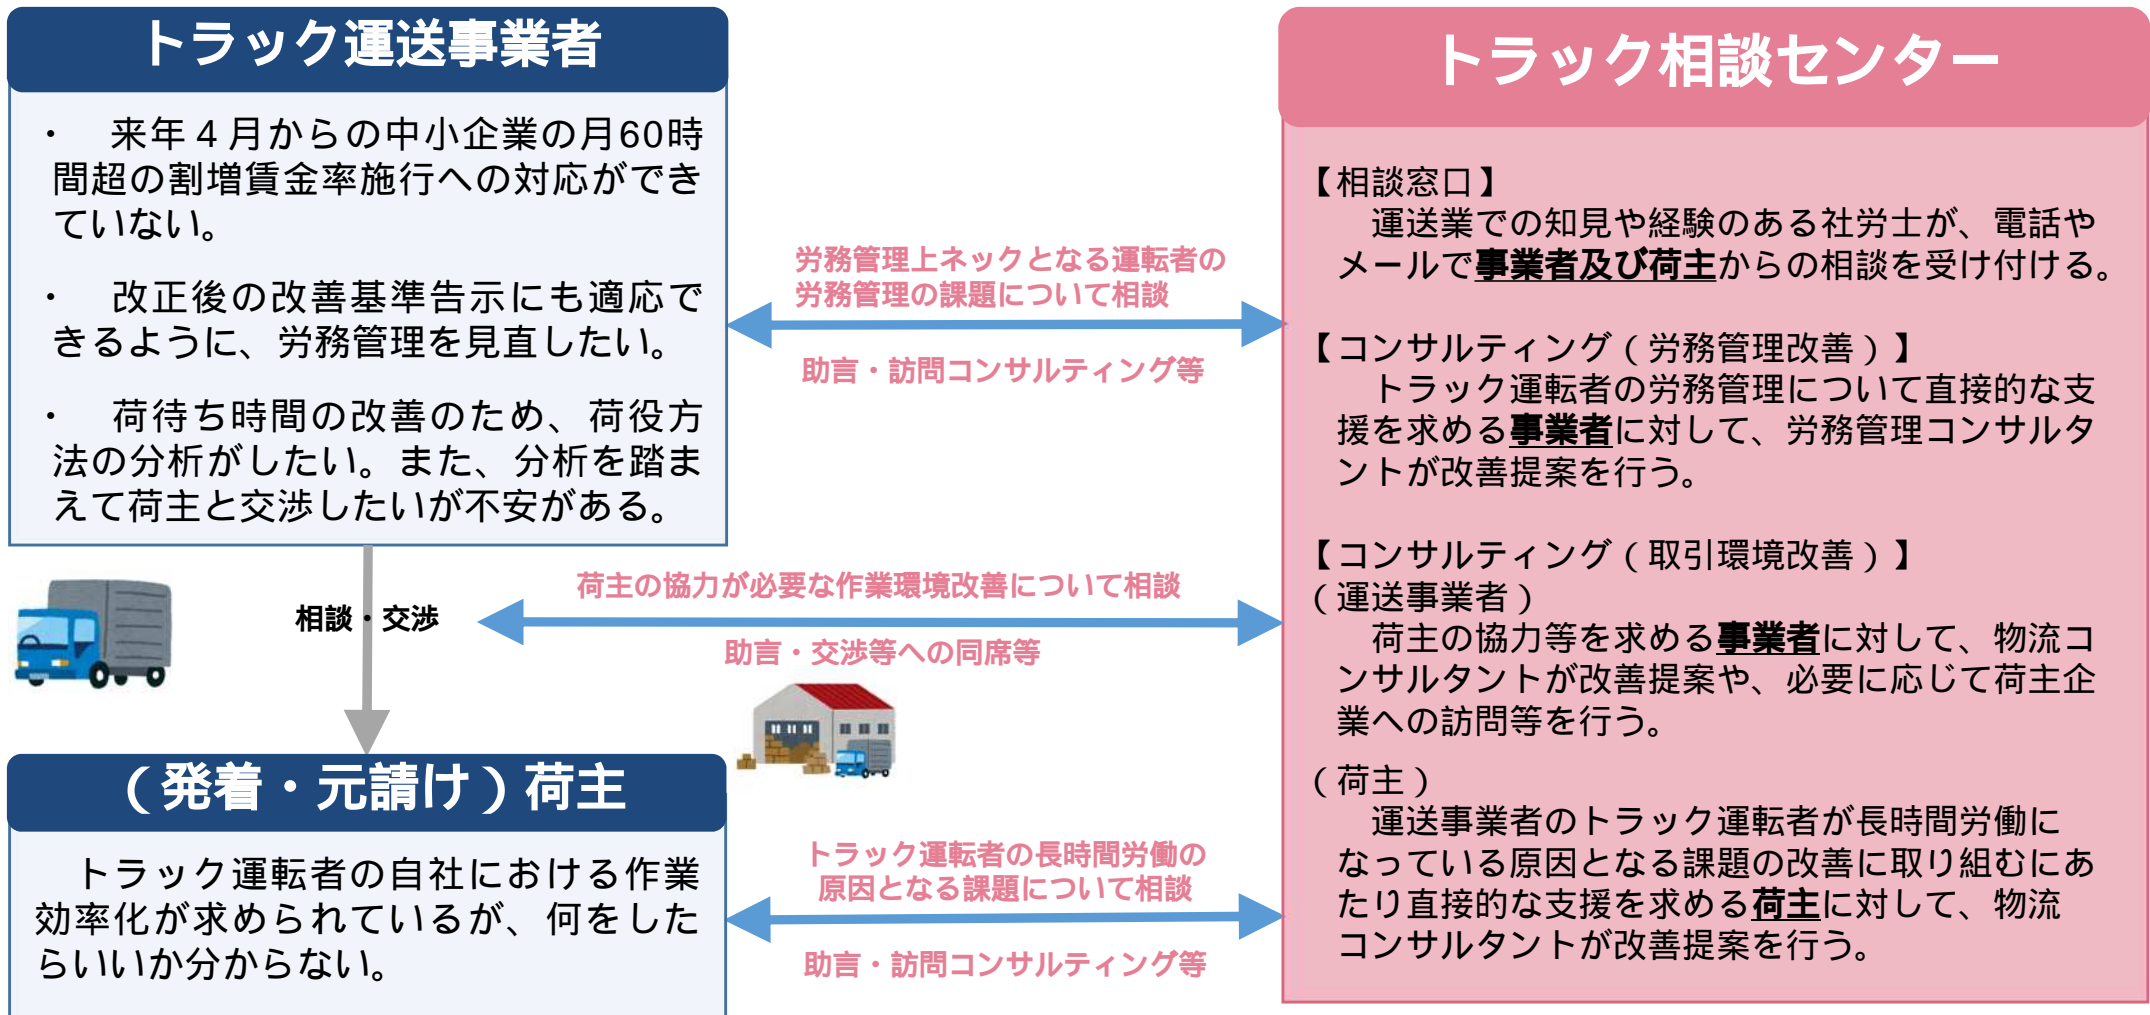 トラック運送事業者
・　来年４月からの中小企業の月60時
間超の割増賃金率施行への対応ができ
ていない。
・　改正後の改善基準告示にも適応で
きるように、労務管理を見直したい。
・　荷待ち時間の改善のため、荷役方
法の分析がしたい。また、分析を踏ま
えて荷主と交渉したいが不安がある。
相談・交渉
（発着・元請け）荷主
トラック運転者の自社における作業
効率化が求められているが、何をした
らいいか分からない。
労務管理上ネックとなる運転者の
労務管理の課題について相談
助言・訪問コンサルティング等
荷主の協力が必要な作業環境改善について相談
助言・交渉等への同席等
トラック運転者の長時間労働の
原因となる課題について相談
助言・訪問コンサルティング等
トラック相談センター
【相談窓口】
運送業での知見や経験のある社労士が、電話や
メールで事業者及び荷主からの相談を受け付ける。
【コンサルティング（労務管理改善）】
トラック運転者の労務管理について直接的な支
援を求める事業者に対して、労務管理コンサルタ
ントが改善提案を行う。
【コンサルティング（取引環境改善）】
（運送事業者）
荷主の協力等を求める事業者に対して、物流コ
ンサルタントが改善提案や、必要に応じて荷主企
業への訪問等を行う。
（荷主）
運送事業者のトラック運転者が長時間労働に
なっている原因となる課題の改善に取り組むにあ
たり直接的な支援を求める荷主に対して、物流
コンサルタントが改善提案を行う。